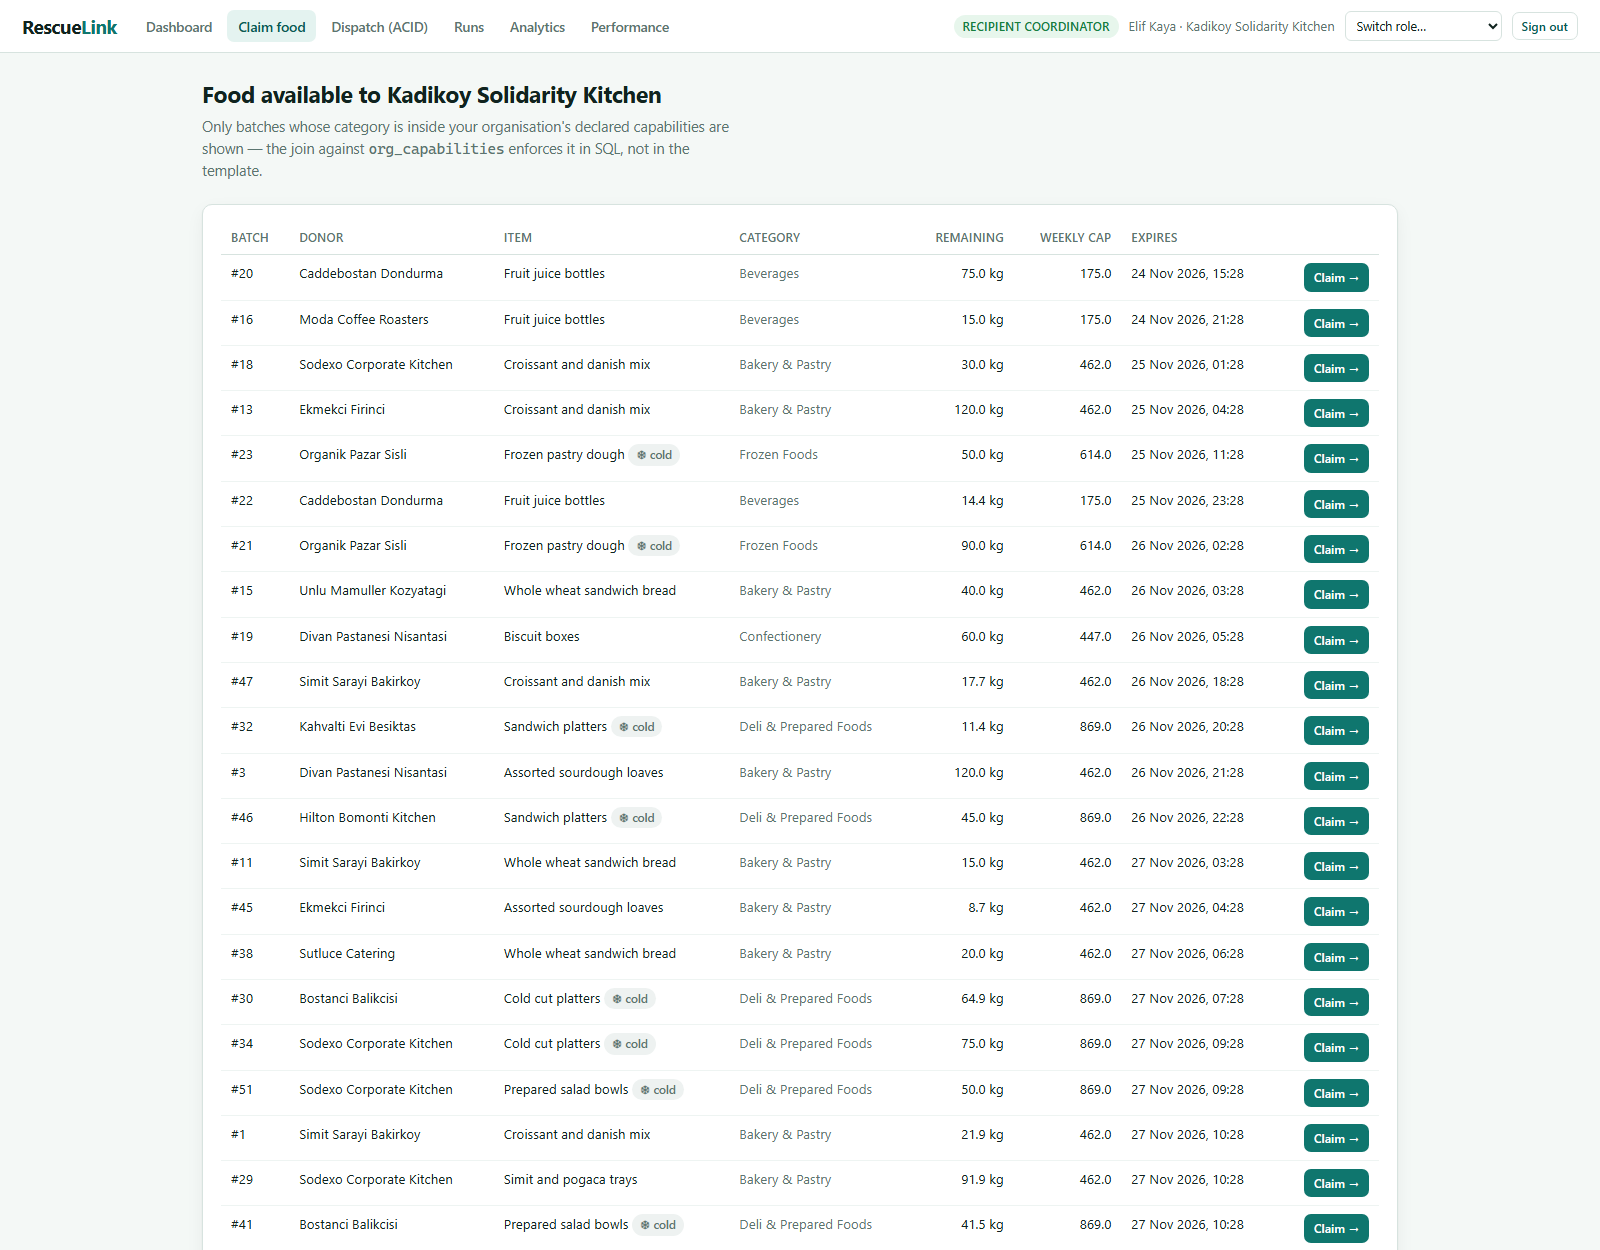 RescueLink Dashboard Claim food Dispatch (ACID) Runs Analytics Performance RECIPIENT COORDINATOR Elif Kaya · Kadikoy Solidarity Kitchen Switch role... Sign out
Food available to Kadikoy Solidarity Kitchen
Only batches whose category is inside your organisation's declared capabilities are
shown — the join against org_capabilities enforces it in SQL, not in the
template.
BATCH DONOR ITEM CATEGORY REMAINING WEEKLY CAP EXPIRES
#20 Caddebostan Dondurma Fruit juice bottles Beverages 75.0 kg 175.0 24 Nov 2026, 15:28 Claim →
#16 Moda Coffee Roasters Fruit juice bottles Beverages 15.0 kg 175.0 24 Nov 2026, 21:28 Claim →
#18 Sodexo Corporate Kitchen Croissant and danish mix Bakery & Pastry 30.0 kg 462.0 25 Nov 2026, 01:28 Claim →
#13 Ekmekci Firinci Croissant and danish mix Bakery & Pastry 120.0 kg 462.0 25 Nov 2026, 04:28 Claim →
#23 Organik Pazar Sisli Frozen pastry dough ❄ cold Frozen Foods 50.0 kg 614.0 25 Nov 2026, 11:28 Claim →
#22 Caddebostan Dondurma Fruit juice bottles Beverages 14.4 kg 175.0 25 Nov 2026, 23:28 Claim →
#21 Organik Pazar Sisli Frozen pastry dough ❄ cold Frozen Foods 90.0 kg 614.0 26 Nov 2026, 02:28 Claim →
#15 Unlu Mamuller Kozyatagi Whole wheat sandwich bread Bakery & Pastry 40.0 kg 462.0 26 Nov 2026, 03:28 Claim →
#19 Divan Pastanesi Nisantasi Biscuit boxes Confectionery 60.0 kg 447.0 26 Nov 2026, 05:28 Claim →
#47 Simit Sarayi Bakirkoy Croissant and danish mix Bakery & Pastry 17.7 kg 462.0 26 Nov 2026, 18:28 Claim →
#32 Kahvalti Evi Besiktas Sandwich platters ❄ cold Deli & Prepared Foods 11.4 kg 869.0 26 Nov 2026, 20:28 Claim →
#3 Divan Pastanesi Nisantasi Assorted sourdough loaves Bakery & Pastry 120.0 kg 462.0 26 Nov 2026, 21:28 Claim →
#46 Hilton Bomonti Kitchen Sandwich platters ❄ cold Deli & Prepared Foods 45.0 kg 869.0 26 Nov 2026, 22:28 Claim →
#11 Simit Sarayi Bakirkoy Whole wheat sandwich bread Bakery & Pastry 15.0 kg 462.0 27 Nov 2026, 03:28 Claim →
#45 Ekmekci Firinci Assorted sourdough loaves Bakery & Pastry 8.7 kg 462.0 27 Nov 2026, 04:28 Claim →
#38 Sutluce Catering Whole wheat sandwich bread Bakery & Pastry 20.0 kg 462.0 27 Nov 2026, 06:28 Claim →
#30 Bostanci Balikcisi Cold cut platters ❄ cold Deli & Prepared Foods 64.9 kg 869.0 27 Nov 2026, 07:28 Claim →
#34 Sodexo Corporate Kitchen Cold cut platters ❄ cold Deli & Prepared Foods 75.0 kg 869.0 27 Nov 2026, 09:28 Claim →
#51 Sodexo Corporate Kitchen Prepared salad bowls ❄ cold Deli & Prepared Foods 50.0 kg 869.0 27 Nov 2026, 09:28 Claim →
#1 Simit Sarayi Bakirkoy Croissant and danish mix Bakery & Pastry 21.9 kg 462.0 27 Nov 2026, 10:28 Claim →
#29 Sodexo Corporate Kitchen Simit and pogaca trays Bakery & Pastry 91.9 kg 462.0 27 Nov 2026, 10:28 Claim →
#41 Bostanci Balikcisi Prepared salad bowls ❄ cold Deli & Prepared Foods 41.5 kg 869.0 27 Nov 2026, 10:28 Claim →